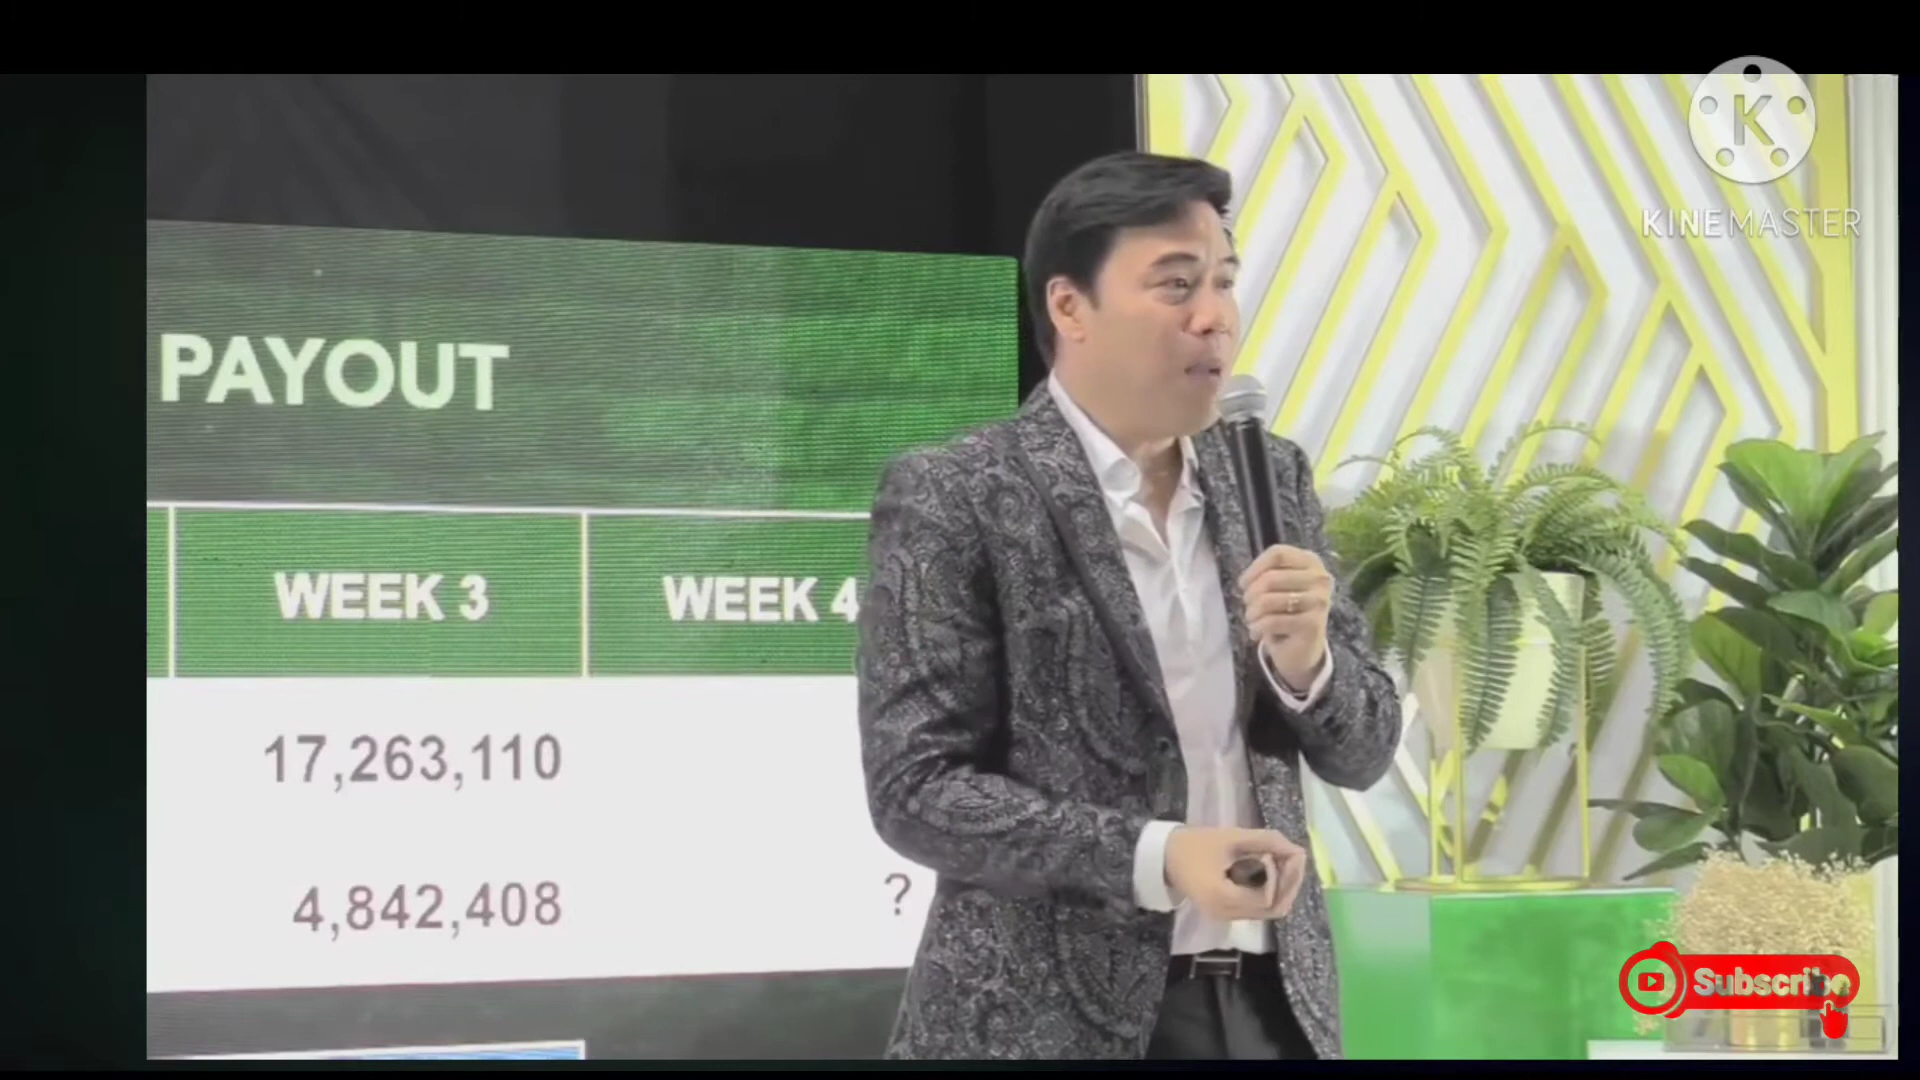 K
KINEMASTER
PAYOUT
WEEK 3
WEEK 4
17,263,110
4,842,408
?
Subscribe